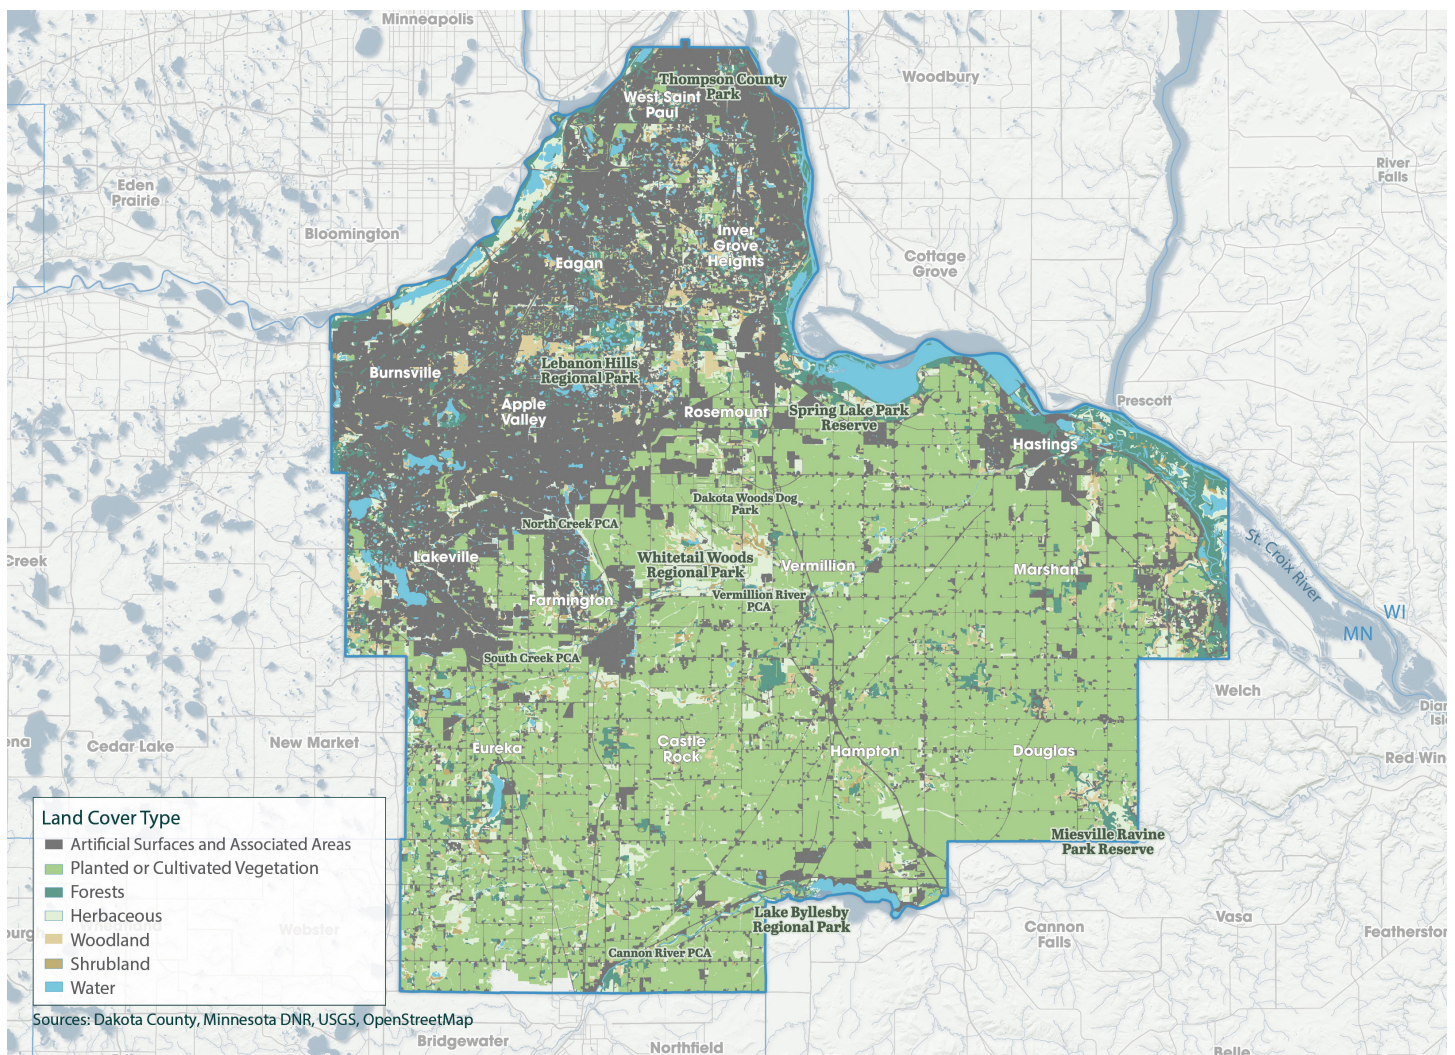 Minneapolis
Woodbury
Thompson County
Park
West Saint
Paul
River
Falls
Eden
Prairie
Bloomington
Inver
Grove
Heights
Eagan
Cottage
Grove
Lebanon Hills
Regional Park
Burnsville
Apple
Valley
Rosemount
Spring Lake Park
Reserve
Prescott
Hastings
Dakota Woods Dog
Park
North Creek PCA
Creek
Lakeville
Whitetail Woods
Regional Park
Vermillion
Marshan
St. Croix River
Farmington
Vermillion River
PCA
WI
MN
South Creek PCA
Welch
Cedar Lake
New Market
Eureka
Castle
Rock
Hampton
Douglas
Red Win
Land Cover Type
Artificial Surfaces and Associated Areas
Planted or Cultivated Vegetation
Forests
Herbaceous
Woodland
Shrubland
Water
Webster
Miesville Ravine
Park Reserve
Lake Byllesby
Regional Park
Cannon
Falls
Vasa
Featherston
Cannon River PCA
Sources: Dakota County, Minnesota DNR, USGS, OpenStreetMap
Bridgewater
Northfield
Belle